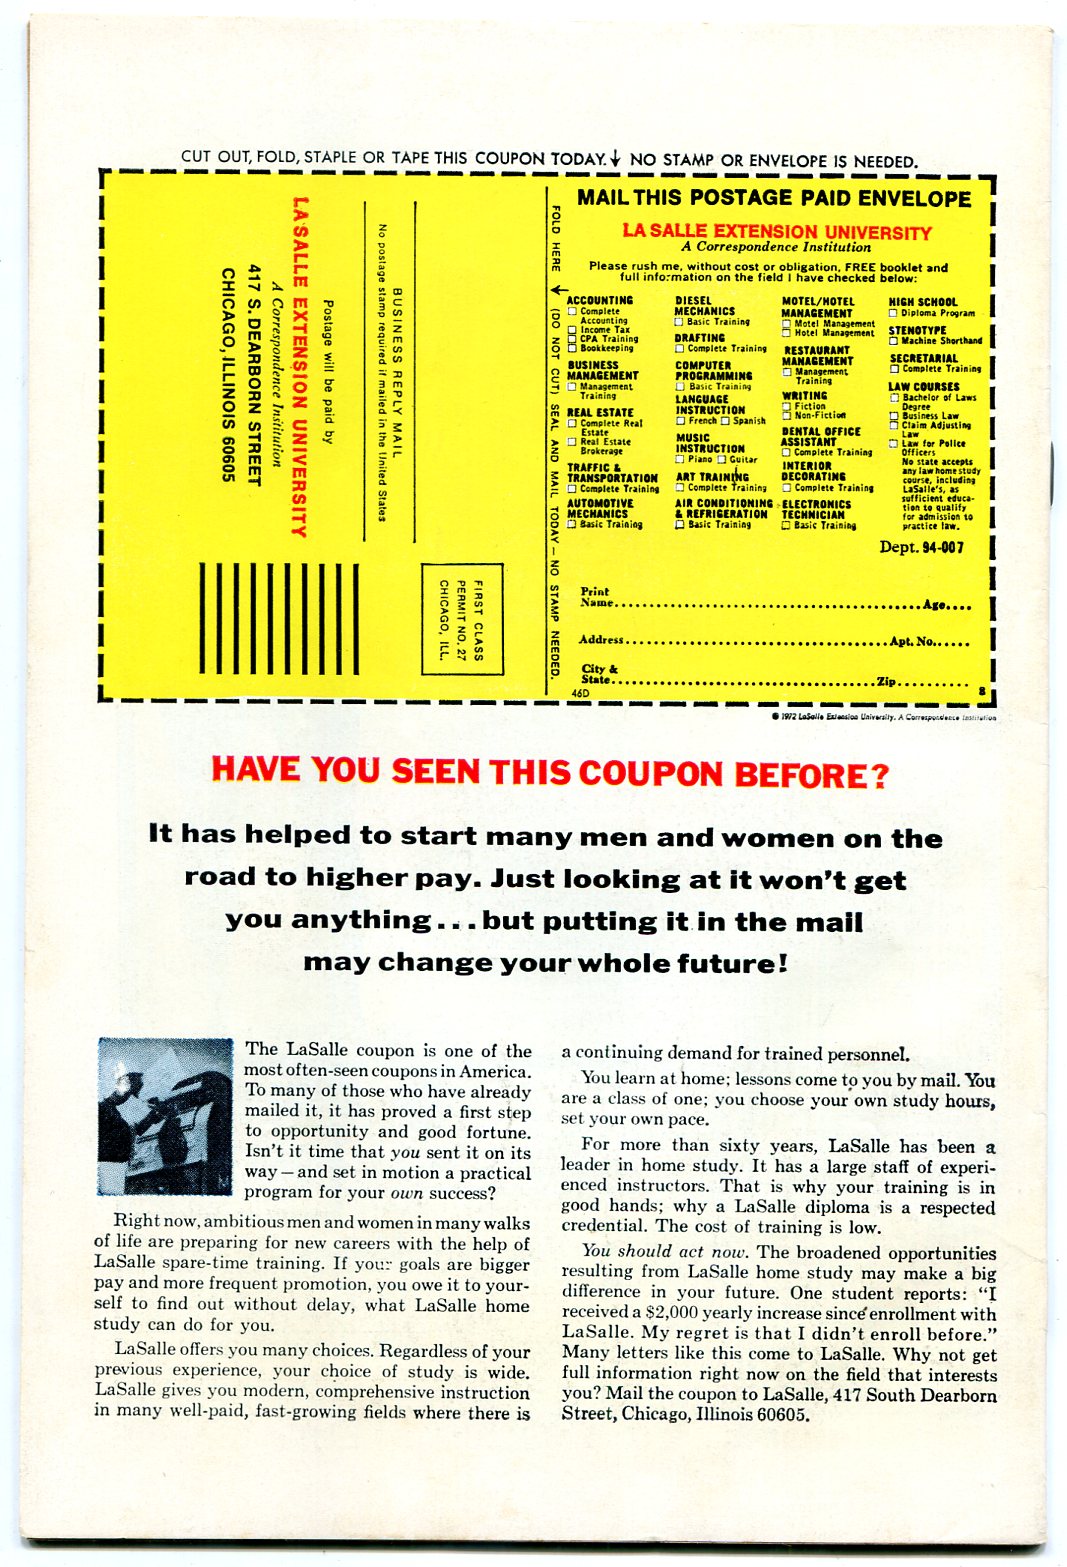 CUT OUT, FOLD, STAPLE OR TAPE THIS COUPON TODAY.↓ NO STAMP OR ENVELOPE IS NEEDED.
BUSINESS REPLY MAIL
No postage stamp required if mailed in the United States
Postage will be paid by
LASALLE EXTENSION UNIVERSITY
A Correspondence Institution
417 S. DEARBORN STREET
CHICAGO, ILLINOIS 60605
FIRST CLASS
PERMIT NO. 27
CHICAGO, ILL.
FOLD HERE (DO NOT CUT) SEAL AND MAIL TODAY — NO STAMP NEEDED.
MAIL THIS POSTAGE PAID ENVELOPE
LA SALLE EXTENSION UNIVERSITY
A Correspondence Institution
Please rush me, without cost or obligation, FREE booklet and
full information on the field I have checked below:
ACCOUNTING
☐ Complete
Accounting
☐ Income Tax
☐ CPA Training
☐ Bookkeeping
BUSINESS
MANAGEMENT
☐ Management
Training
REAL ESTATE
☐ Complete Real
Estate
☐ Real Estate
Brokerage
TRAFFIC &
TRANSPORTATION
☐ Complete Training
AUTOMOTIVE
MECHANICS
☐ Basic Training
DIESEL
MECHANICS
☐ Basic Training
DRAFTING
☐ Complete Training
COMPUTER
PROGRAMMING
☐ Basic Training
LANGUAGE
INSTRUCTION
☐ French ☐ Spanish
MUSIC
INSTRUCTION
☐ Piano ☐ Guitar
ART TRAINING
☐ Complete Training
AIR CONDITIONING
& REFRIGERATION
☐ Basic Training
MOTEL/HOTEL
MANAGEMENT
☐ Motel Management
☐ Hotel Management
RESTAURANT
MANAGEMENT
☐ Management
Training
WRITING
☐ Fiction
☐ Non-Fiction
DENTAL OFFICE
ASSISTANT
☐ Complete Training
INTERIOR
DECORATING
☐ Complete Training
ELECTRONICS
TECHNICIAN
☐ Basic Training
HIGH SCHOOL
☐ Diploma Program
STENOTYPE
☐ Machine Shorthand
SECRETARIAL
☐ Complete Training
LAW COURSES
☐ Bachelor of Laws
Degree
☐ Business Law
☐ Claim Adjusting
Law
☐ Law for Police
Officers
No state accepts
any law home study
course, including
LaSalle's, as
sufficient educa-
tion to qualify
for admission to
practice law.
Dept. 94-007
Print
Name..........Age....
Address..........Apt. No......
City &
State..........Zip..........
46D 8
© 1972 LaSalle Extension University, A Correspondence Institution
HAVE YOU SEEN THIS COUPON BEFORE?
It has helped to start many men and women on the
road to higher pay. Just looking at it won't get
you anything...but putting it in the mail
may change your whole future!
The LaSalle coupon is one of the
most often-seen coupons in America.
To many of those who have already
mailed it, it has proved a first step
to opportunity and good fortune.
Isn't it time that you sent it on its
way—and set in motion a practical
program for your own success?
Right now, ambitious men and women in many walks
of life are preparing for new careers with the help of
LaSalle spare-time training. If your goals are bigger
pay and more frequent promotion, you owe it to your-
self to find out without delay, what LaSalle home
study can do for you.
LaSalle offers you many choices. Regardless of your
previous experience, your choice of study is wide.
LaSalle gives you modern, comprehensive instruction
in many well-paid, fast-growing fields where there is
a continuing demand for trained personnel.
You learn at home; lessons come to you by mail. You
are a class of one; you choose your own study hours,
set your own pace.
For more than sixty years, LaSalle has been a
leader in home study. It has a large staff of experi-
enced instructors. That is why your training is in
good hands; why a LaSalle diploma is a respected
credential. The cost of training is low.
You should act now. The broadened opportunities
resulting from LaSalle home study may make a big
difference in your future. One student reports: "I
received a $2,000 yearly increase since enrollment with
LaSalle. My regret is that I didn't enroll before."
Many letters like this come to LaSalle. Why not get
full information right now on the field that interests
you? Mail the coupon to LaSalle, 417 South Dearborn
Street, Chicago, Illinois 60605.